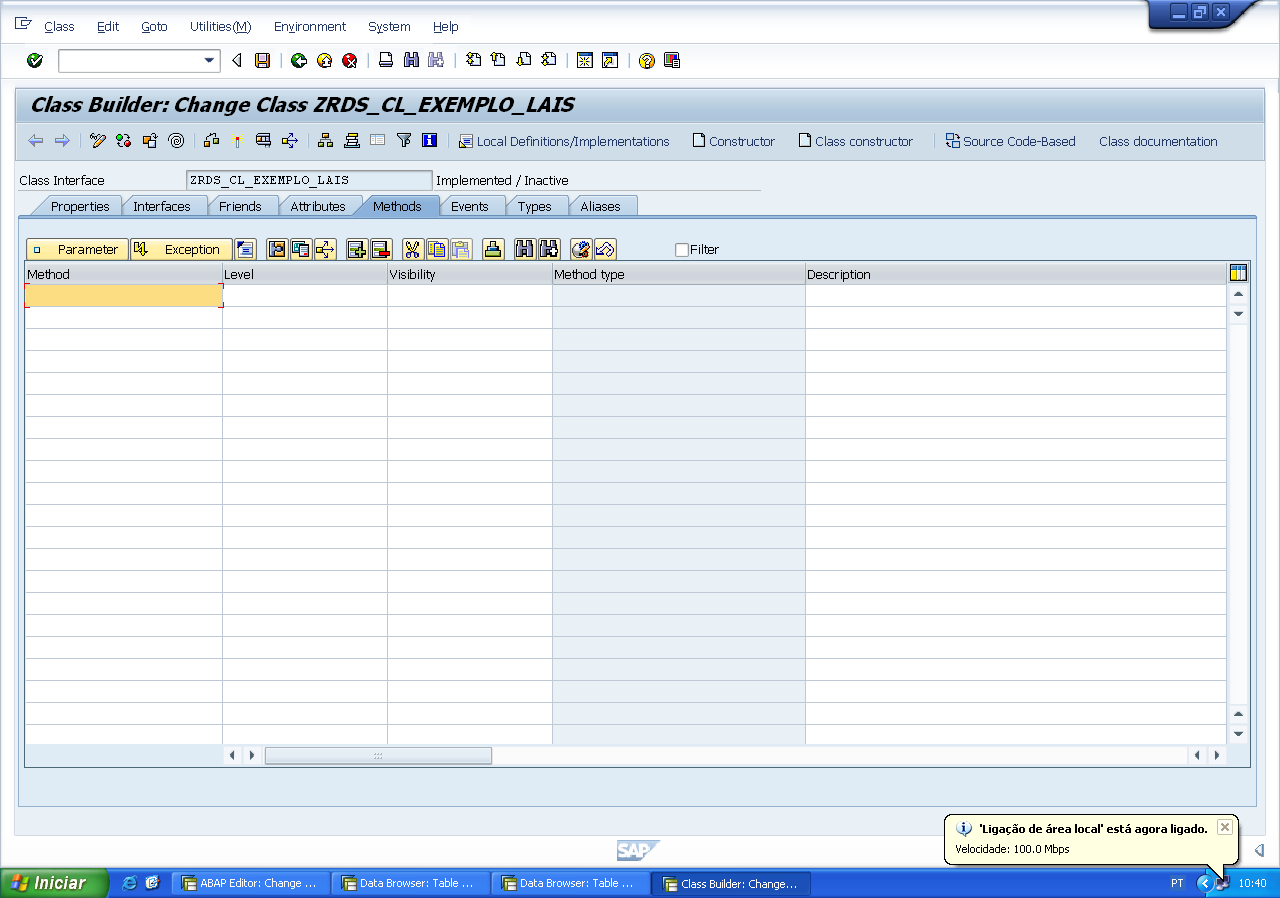 Class Edit Goto Utilities(M) Environment System Help
Class Builder: Change Class ZRDS_CL_EXEMPLO_LAIS
Local Definitions/Implementations Constructor Class constructor Source Code-Based Class documentation
Class Interface ZRDS_CL_EXEMPLO_LAIS Implemented / Inactive
Properties Interfaces Friends Attributes Methods Events Types Aliases
Parameter Exception Filter
Method Level Visibility Method type Description
'Ligação de área local' está agora ligado.
Velocidade: 100.0 Mbps
SAP
Iniciar ABAP Editor: Change ... Data Browser: Table ... Data Browser: Table ... Class Builder: Change... PT 10:40